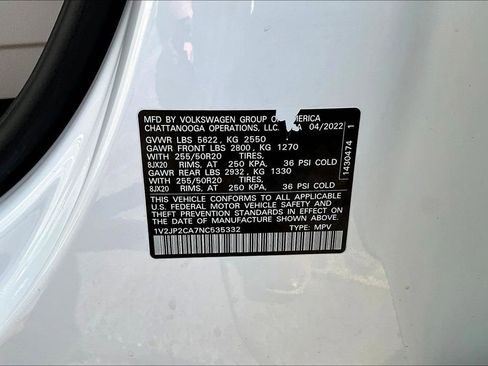 MFD. BY VOLKSWAGEN GROUP OF AMERICA
CHATTANOOGA OPERATIONS, LLC. 04/2022
GVWR LBS 5622, KG 2550
GAWR FRONT LBS 2800, KG 1270
WITH 255/50R20 TIRES,
8JX20 RIMS, AT 250 KPA, 36 PSI COLD
GAWR REAR LBS 2932, KG 1330
WITH 255/50R20 TIRES,
8JX20 RIMS, AT 250 KPA, 36 PSI COLD
THIS VEHICLE CONFORMS TO ALL APPLICABLE
U.S. FEDERAL MOTOR VEHICLE SAFETY AND
THEFT PREVENTION STANDARDS IN EFFECT ON
THE DATE OF MANUFACTURE SHOWN ABOVE.
1V2JP2CA7NC535332 TYPE: MPV
1430474 1